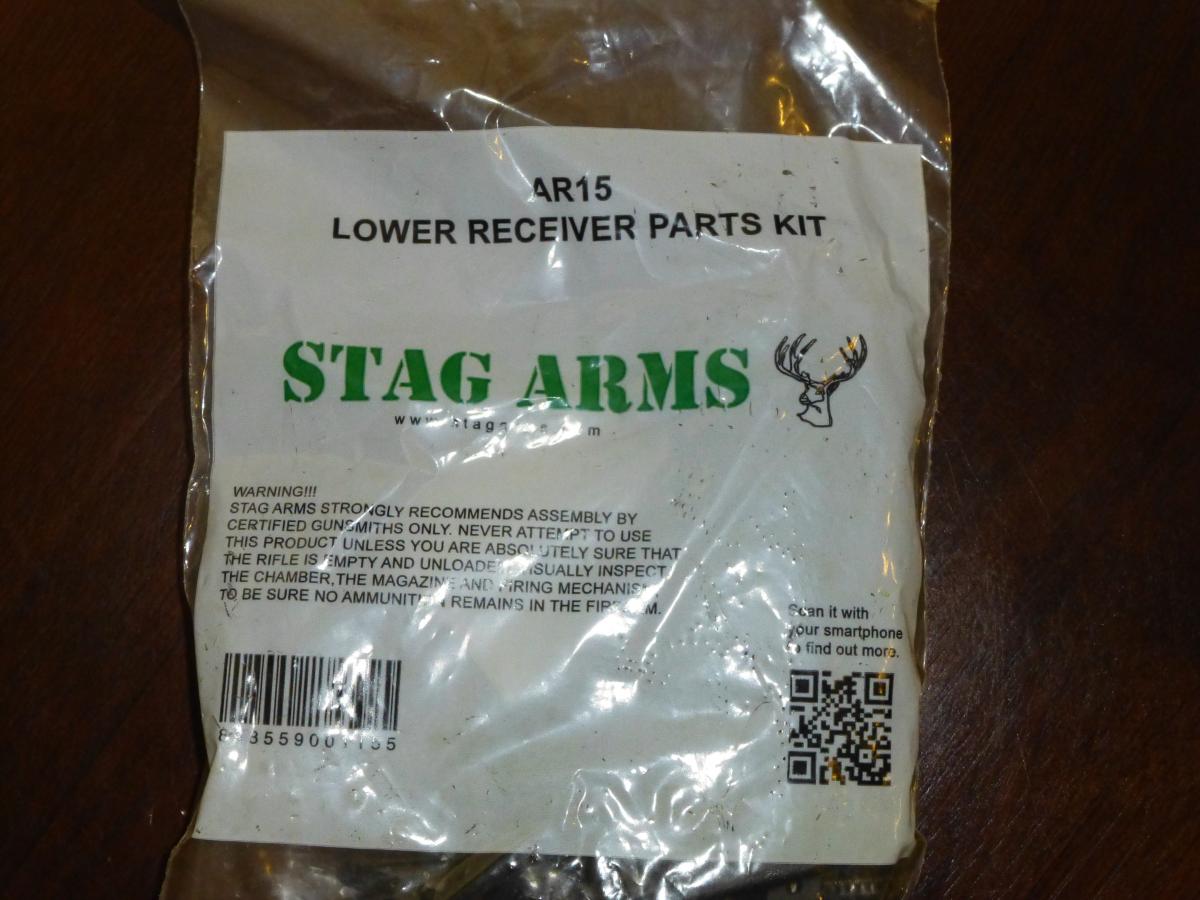 AR15
LOWER RECEIVER PARTS KIT
STAG ARMS
WARNING!!!
STAG ARMS STRONGLY RECOMMENDS ASSEMBLY BY
CERTIFIED GUNSMITHS ONLY. NEVER ATTEMPT TO USE
THIS PRODUCT UNLESS YOU ARE ABSOLUTELY SURE THAT
THE RIFLE IS EMPTY AND UNLOADED. VISUALLY INSPECT
THE CHAMBER,THE MAGAZINE AND FIRING MECHANISM
TO BE SURE NO AMMUNITION REMAINS IN THE FIREARM.
Scan it with
your smartphone
to find out more.